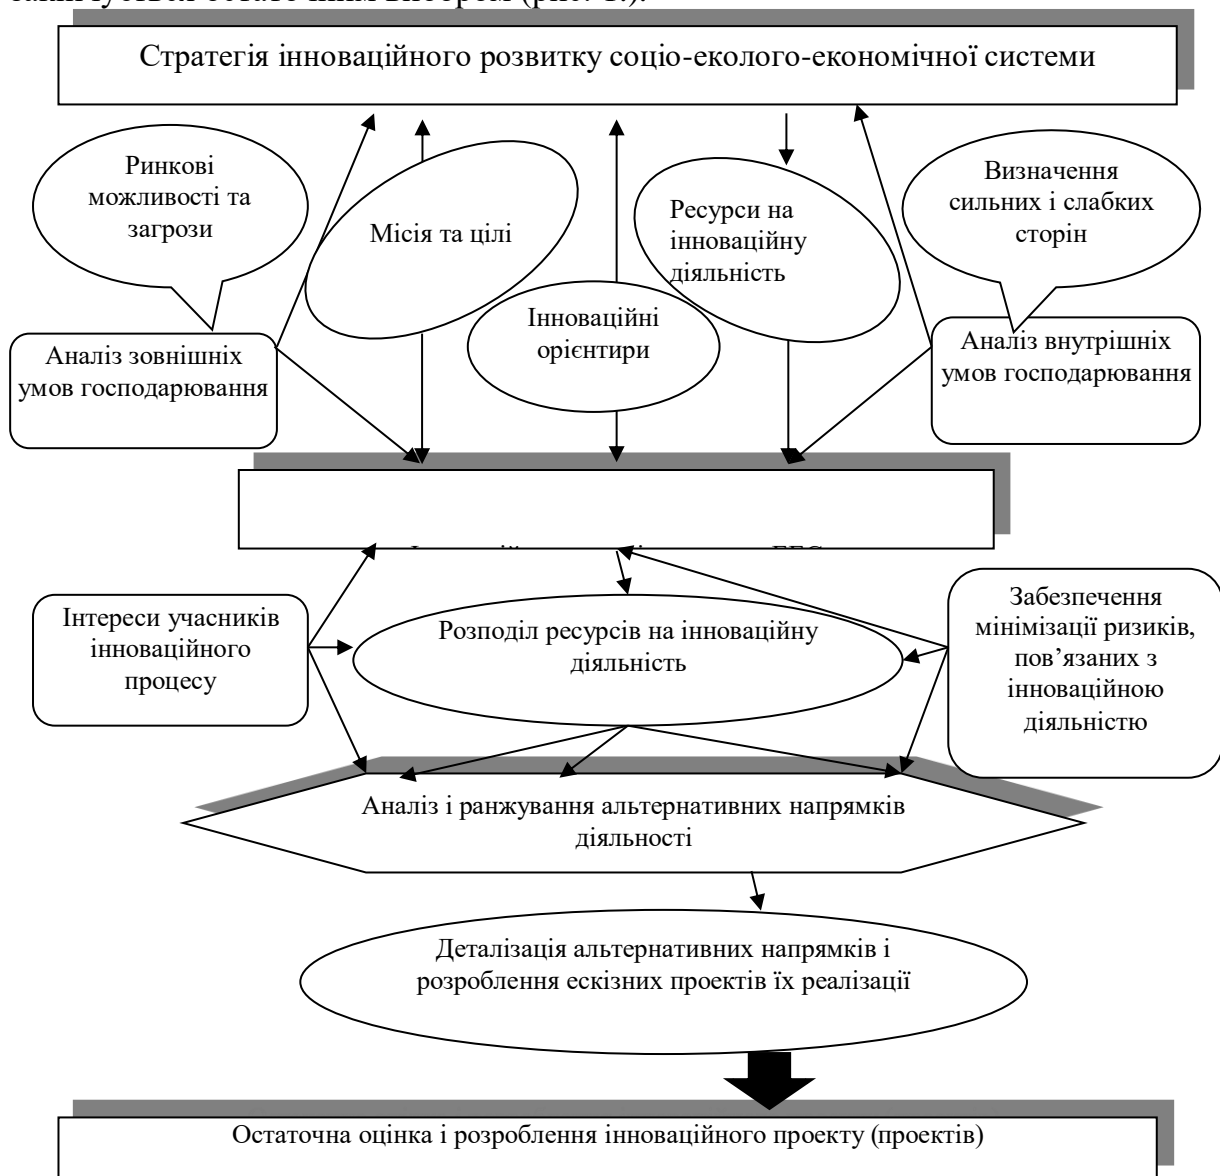 Стратегія інноваційного розвитку соціо-еколого-економічної системи
Ринкові
можливості та
загрози
Місія та цілі
Ресурси на
інноваційну
діяльність
Визначення
сильних і слабких
сторін
Інноваційні
орієнтири
Аналіз зовнішніх
умов господарювання
Аналіз внутрішніх
умов господарювання
Інтереси учасників
інноваційного
процесу
Розподіл ресурсів на інноваційну
діяльність
Забезпечення
мінімізації ризиків,
пов’язаних з
інноваційною
діяльністю
Аналіз і ранжування альтернативних напрямків
діяльності
Деталізація альтернативних напрямків і
розроблення ескізних проектів їх реалізації
Остаточна оцінка і розроблення інноваційного проекту (проектів)